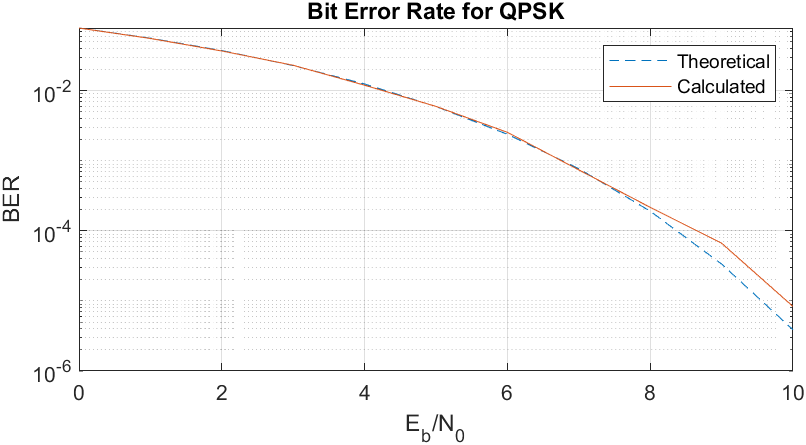 Bit Error Rate for QPSK
Theoretical
Calculated
BER
10^-2
10^-4
10^-6
0 2 4 6 8 10
E_b/N_0